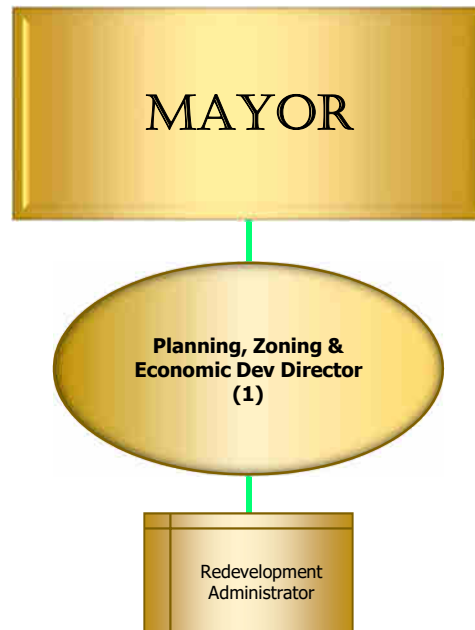 MAYOR
Planning, Zoning &
Economic Dev Director
(1)
Redevelopment
Administrator